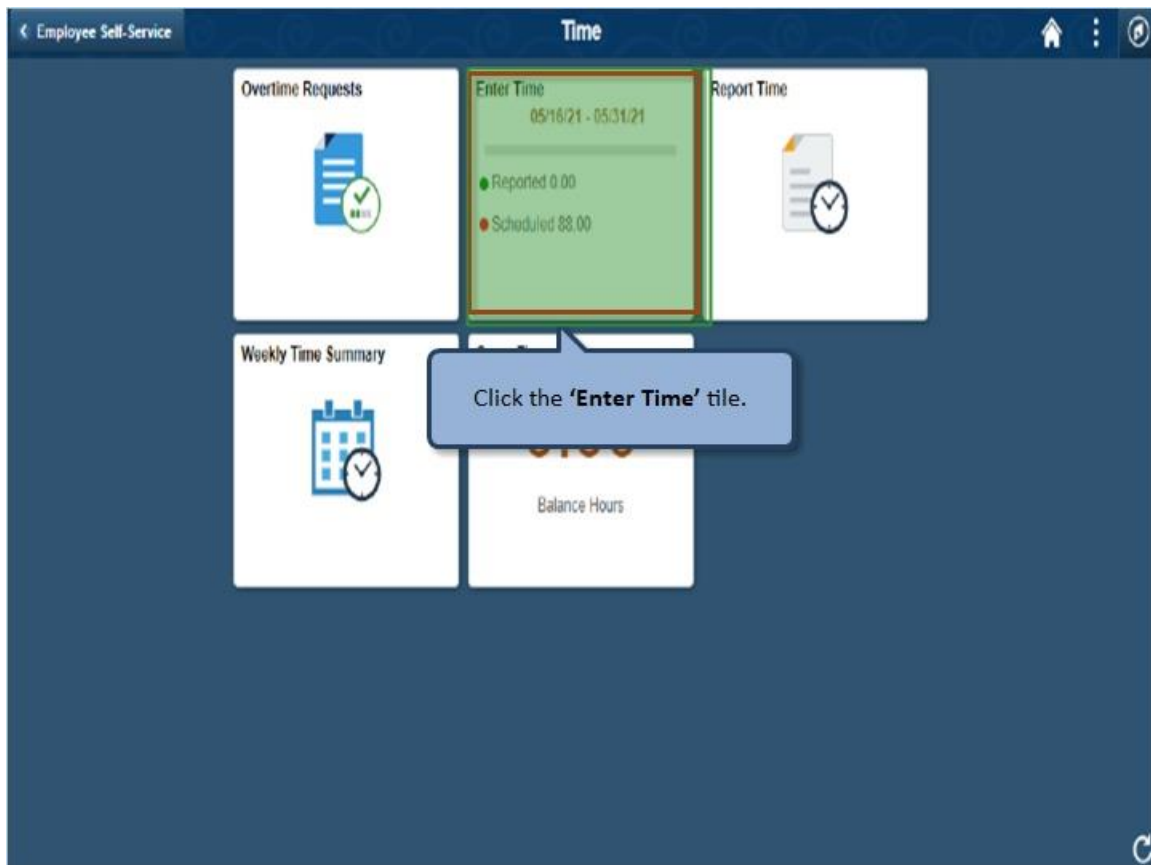 Employee Self-Service
Time
Overtime Requests
Enter Time
05/16/21 - 05/31/21
Reported 0.00
Scheduled 88.00
Report Time
Weekly Time Summary
Click the ‘Enter Time’ tile.
Balance Hours